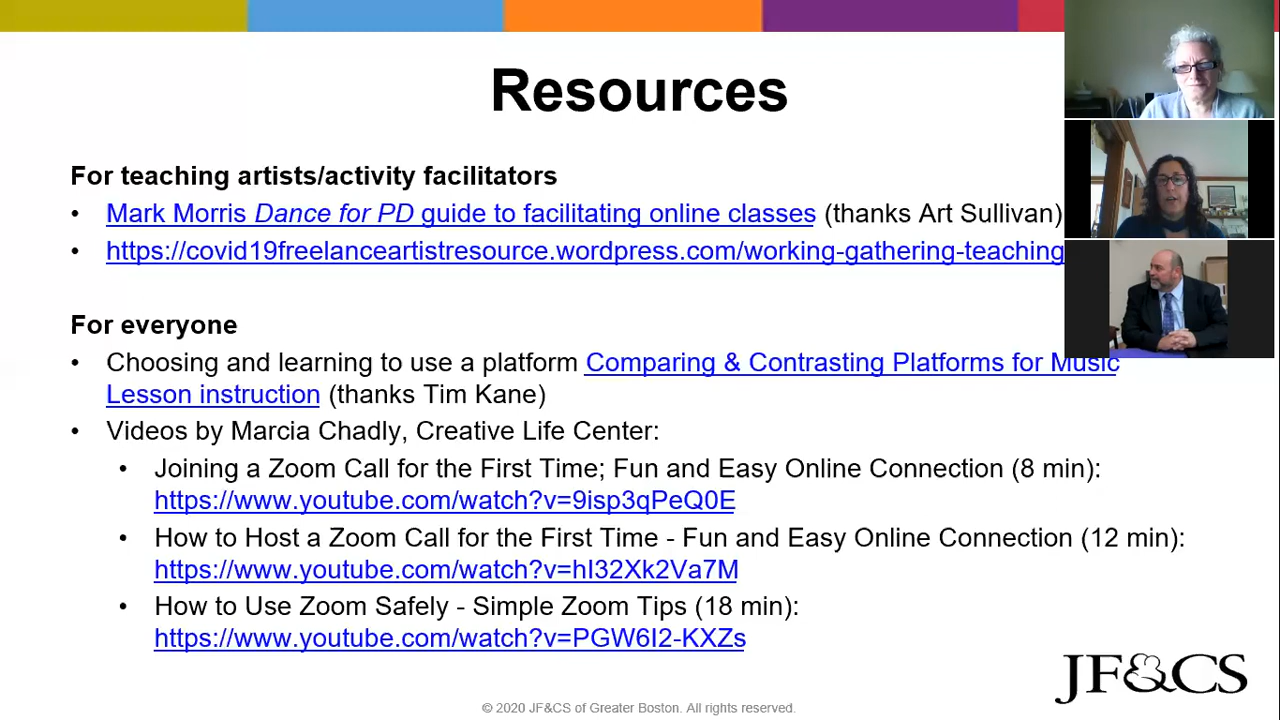 Resources
For teaching artists/activity facilitators
• Mark Morris Dance for PD guide to facilitating online classes (thanks Art Sullivan)
• https://covid19freelanceartistresource.wordpress.com/working-gathering-teaching
For everyone
• Choosing and learning to use a platform Comparing & Contrasting Platforms for Music
Lesson instruction (thanks Tim Kane)
• Videos by Marcia Chadly, Creative Life Center:
• Joining a Zoom Call for the First Time; Fun and Easy Online Connection (8 min):
https://www.youtube.com/watch?v=9isp3qPeQ0E
• How to Host a Zoom Call for the First Time - Fun and Easy Online Connection (12 min):
https://www.youtube.com/watch?v=hI32Xk2Va7M
• How to Use Zoom Safely - Simple Zoom Tips (18 min):
https://www.youtube.com/watch?v=PGW6I2-KXZs
JF&CS
© 2020 JF&CS of Greater Boston. All rights reserved.